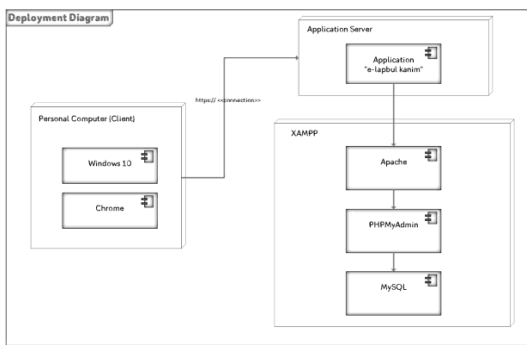 Deployment Diagram
Application Server
Application
"e-lapbul kanim"
https:// <<connection>>
Personal Computer (Client)
Windows 10
Chrome
XAMPP
Apache
PHPMyAdmin
MySQL